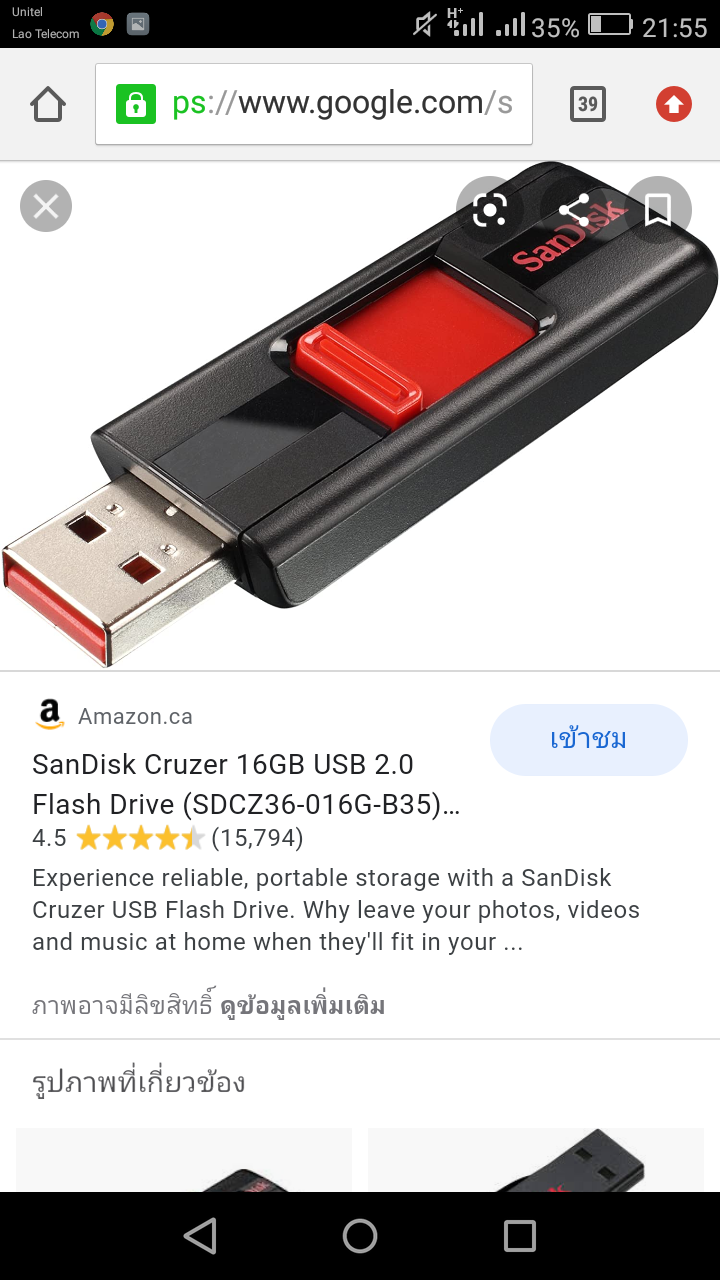 Unitel
Lao Telecom
H+
35%
21:55
ps://www.google.com/s
39
SanDisk
a
Amazon.ca
เข้าชม
SanDisk Cruzer 16GB USB 2.0
Flash Drive (SDCZ36-016G-B35)...
4.5
(15,794)
Experience reliable, portable storage with a SanDisk
Cruzer USB Flash Drive. Why leave your photos, videos
and music at home when they'll fit in your ...
ภาพอาจมีลิขสิทธิ์ ดูข้อมูลเพิ่มเติม
รูปภาพที่เกี่ยวข้อง